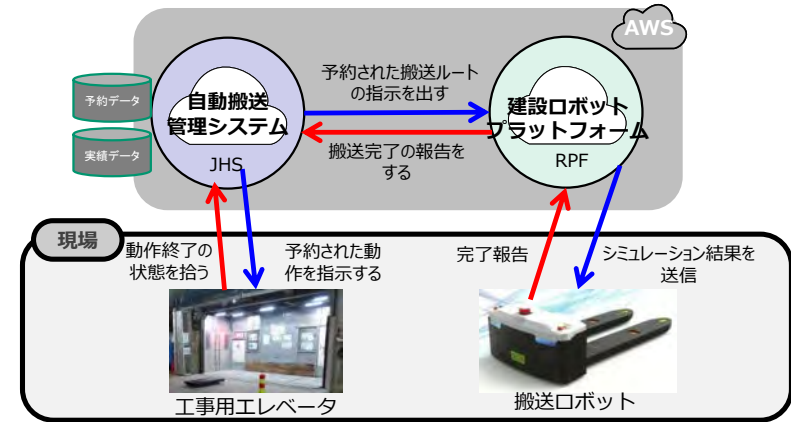 AWS
予約データ
実績データ
自動搬送
管理システム
JHS
予約された搬送ルート
の指示を出す
搬送完了の報告を
する
建設ロボット
プラットフォーム
RPF
現場
動作終了の
状態を拾う
予約された動
作を指示する
完了報告
シミュレーション結果を
送信
工事用エレベータ
搬送ロボット